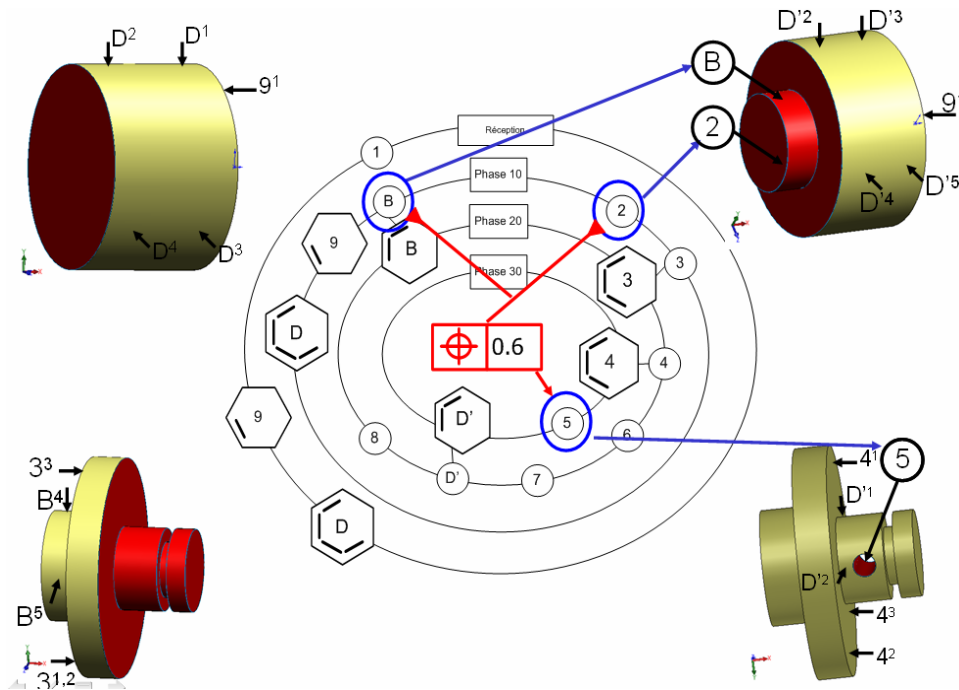 D² D¹
9¹
D⁴ D³
D'2 D'3
9¹
D'4 D'5
B
2
Réception
1
Phase 10
B
2
Phase 20
9
B
3
3
Phase 30
D
0.6
4
4
9
D'
5
8
6
D'
7
D
3³
B⁴
B⁵
3¹,²
4¹
5
D'1
D'2
4³
4²